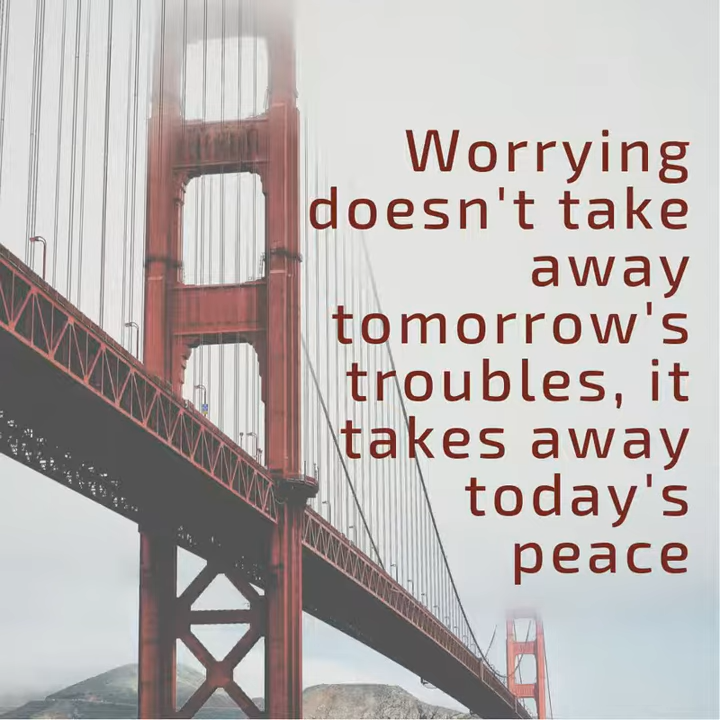 Worrying
doesn't take
away
tomorrow's
troubles, it
takes away
today's
peace